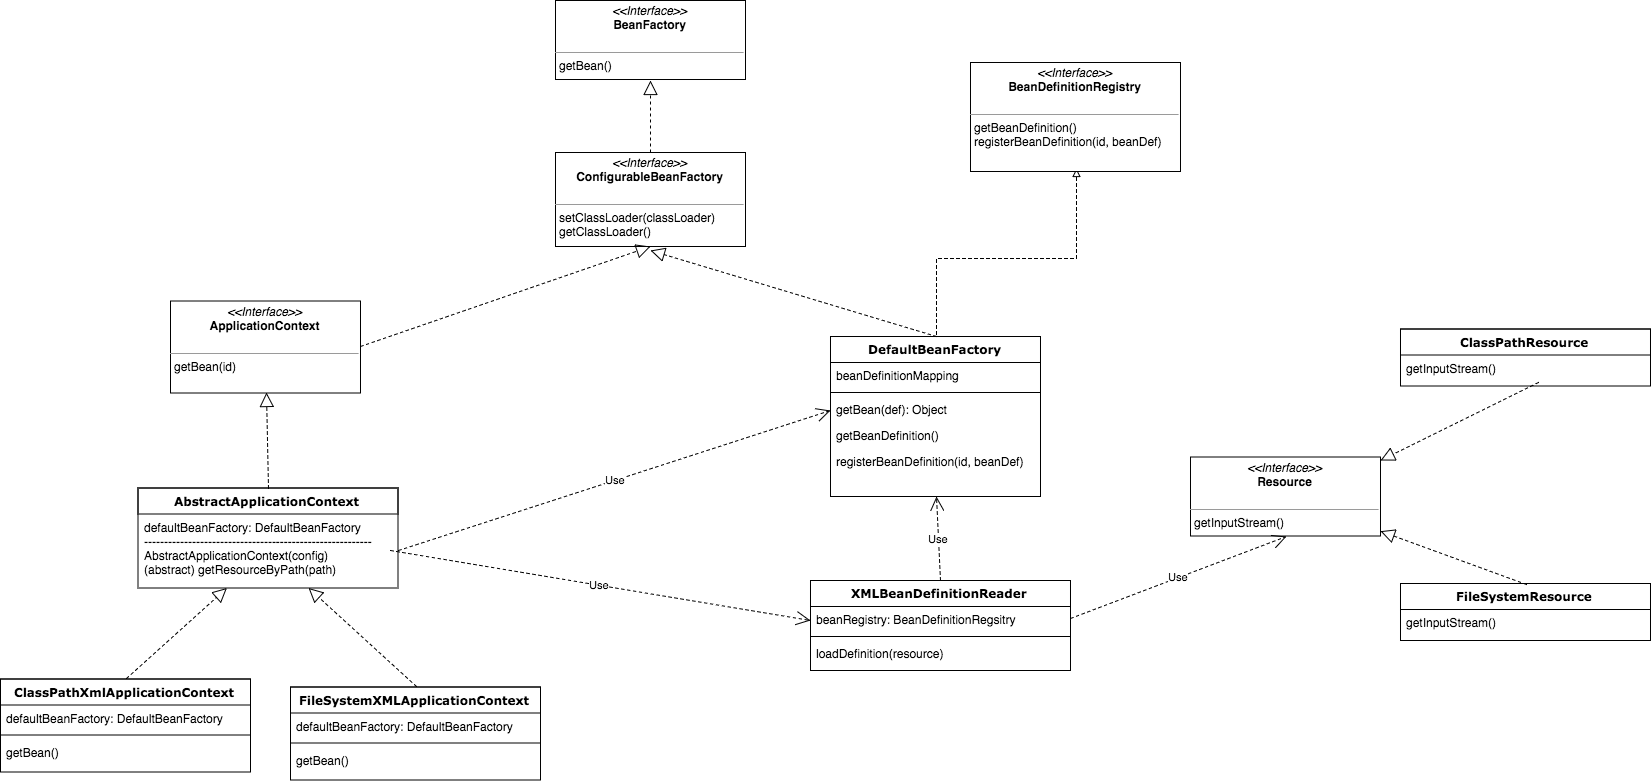 <<Interface>>
BeanFactory
getBean()
<<Interface>>
BeanDefinitionRegistry
getBeanDefinition()
registerBeanDefinition(id, beanDef)
<<Interface>>
ConfigurableBeanFactory
setClassLoader(classLoader)
getClassLoader()
<<Interface>>
ApplicationContext
getBean(id)
DefaultBeanFactory
beanDefinitionMapping
getBean(def): Object
getBeanDefinition()
registerBeanDefinition(id, beanDef)
ClassPathResource
getInputStream()
<<Interface>>
Resource
getInputStream()
Use
AbstractApplicationContext
defaultBeanFactory: DefaultBeanFactory
AbstractApplicationContext(config)
(abstract) getResourceByPath(path)
Use
Use
Use
XMLBeanDefinitionReader
beanRegistry: BeanDefinitionRegsitry
loadDefinition(resource)
FileSystemResource
getInputStream()
ClassPathXmlApplicationContext
defaultBeanFactory: DefaultBeanFactory
getBean()
FileSystemXMLApplicationContext
defaultBeanFactory: DefaultBeanFactory
getBean()